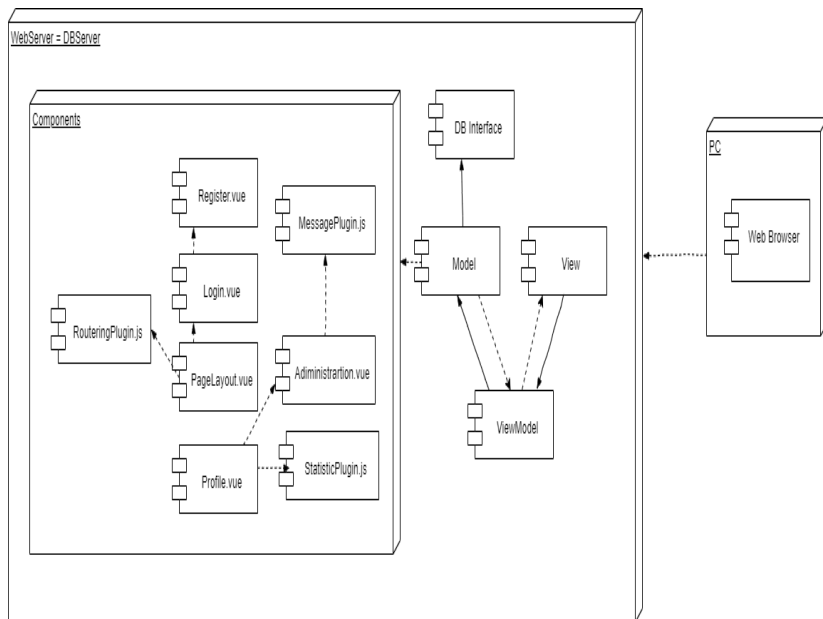 WebServer = DBServer
Components
DB Interface
PC
Register.vue
MessagePlugin.js
Web Browser
Model
View
Login.vue
RouteringPlugin.js
PageLayout.vue
Adiministrartion.vue
ViewModel
Profile.vue
StatisticPlugin.js